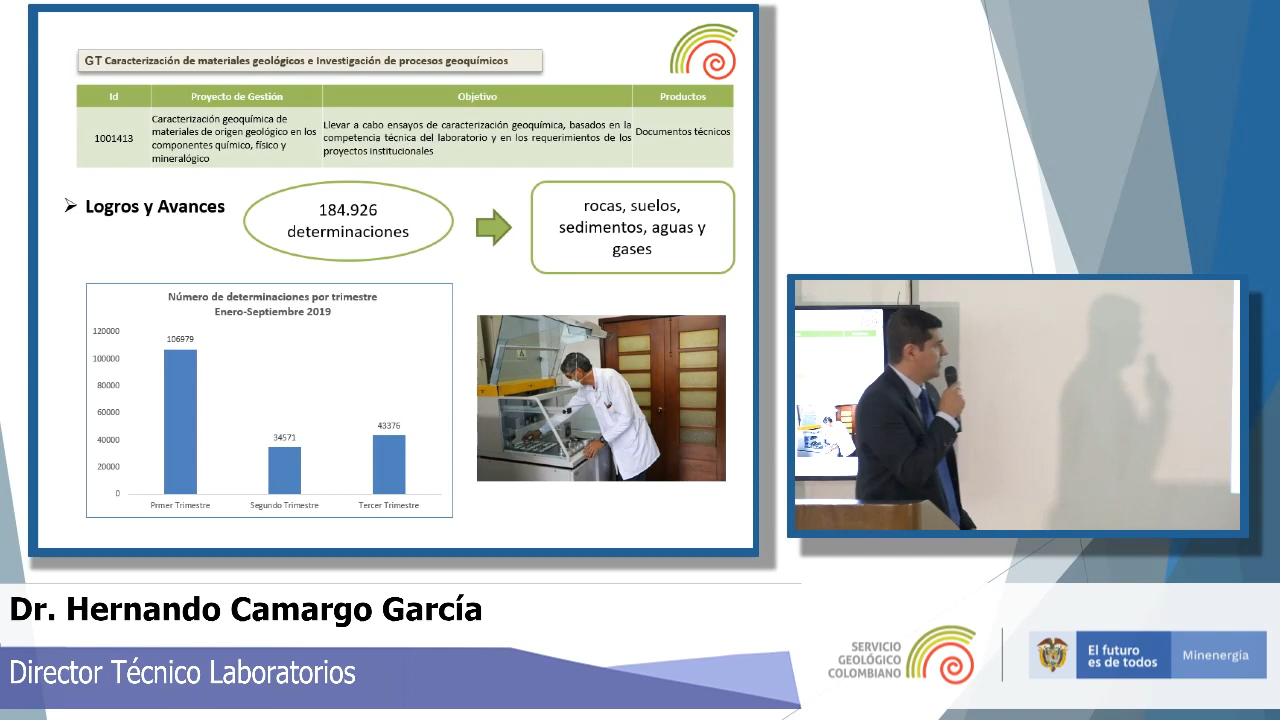 GT Caracterización de materiales geológicos e Investigación de procesos geoquímicos
Id
Proyecto de Gestión
Objetivo
Productos
1001413
Caracterización geoquímica de
materiales de origen geológico en los
componentes químico, físico y
mineralógico
Llevar a cabo ensayos de caracterización geoquímica, basados en la
competencia técnica del laboratorio y en los requerimientos de los
proyectos institucionales
Documentos técnicos
Logros y Avances
184.926
determinaciones
rocas, suelos,
sedimentos, aguas y
gases
Número de determinaciones por trimestre
Enero-Septiembre 2019
120000
100000
80000
60000
40000
20000
0
106979
34571
43376
Prmer Trimestre
Segundo Trimestre
Tercer Trimestre
Dr. Hernando Camargo García
Director Técnico Laboratorios
SERVICIO
GEOLÓGICO
COLOMBIANO
El futuro
es de todos
Minenergía